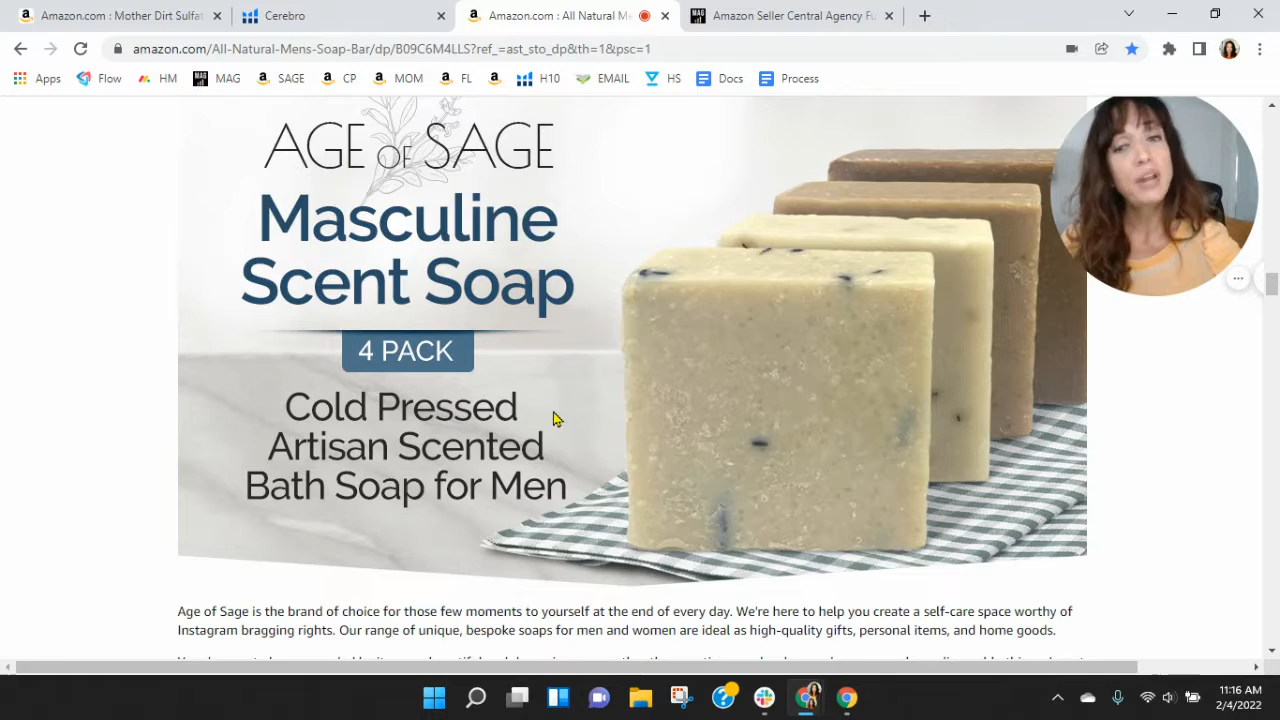 Amazon.com : Mother Dirt Sulfat
Cerebro
Amazon.com : All Natural M
Amazon Seller Central Agency Fu
amazon.com/All-Natural-Mens-Soap-Bar/dp/B09C6M4LLS?ref_=ast_sto_dp&th=1&psc=1
Apps Flow HM MAG SAGE CP MOM FL H10 EMAIL HS Docs Process
AGE OF SAGE
Masculine
Scent Soap
4 PACK
Cold Pressed
Artisan Scented
Bath Soap for Men
Age of Sage is the brand of choice for those few moments to yourself at the end of every day. We're here to help you create a self-care space worthy of
Instagram bragging rights. Our range of unique, bespoke soaps for men and women are ideal as high-quality gifts, personal items, and home goods.
11:16 AM
2/4/2022